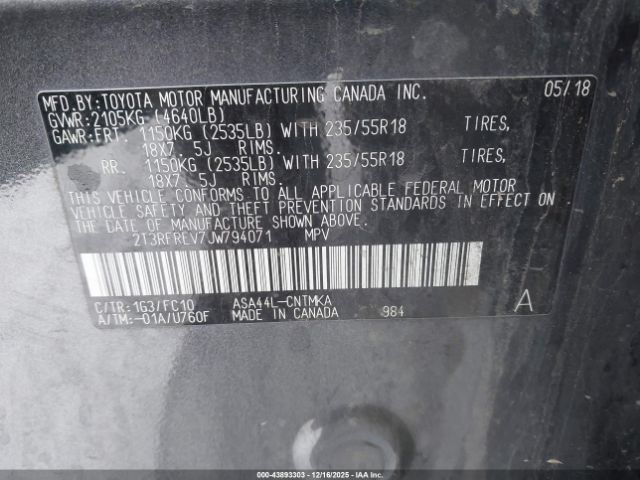 MFD.BY:TOYOTA MOTOR MANUFACTURING CANADA INC. 05/18
GVWR:2105KG (4640LB)
GAWR:FRT. 1150KG (2535LB) WITH 235/55R18 TIRES,
18X7.5J RIMS.
RR. 1150KG (2535LB) WITH 235/55R18 TIRES,
18X7.5J RIMS.
THIS VEHICLE CONFORMS TO ALL APPLICABLE FEDERAL MOTOR
VEHICLE SAFETY AND THEFT PREVENTION STANDARDS IN EFFECT ON
THE DATE OF MANUFACTURE SHOWN ABOVE.
2T3RFREV7JW794071 MPV
C/TR:1G3/FC10 ASA44L-CNTMKA A
A/TM:-01A/U760F MADE IN CANADA 984
000-43893303 | 12/16/2025 | IAA Inc.